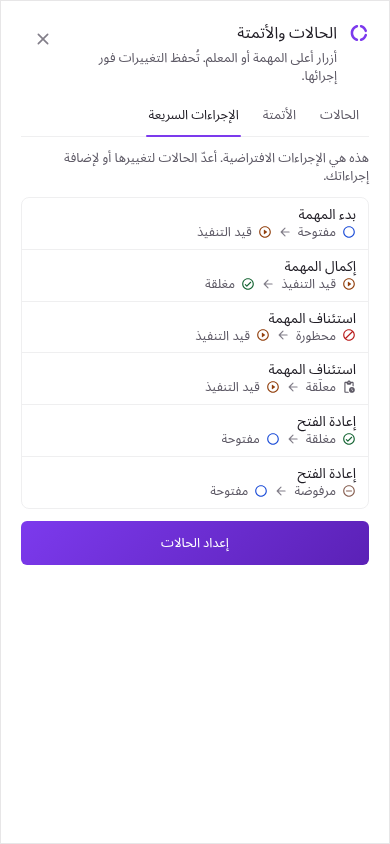 الحالات والأتمتة
أزرار أعلى المهمة أو المعلم. تُحفظ التغييرات فور
إجرائها.
الحالات
الأتمتة
الإجراءات السريعة
هذه هي الإجراءات الافتراضية. أعدّ الحالات لتغييرها أو لإضافة
إجراءاتك.
بدء المهمة
مفتوحة ← قيد التنفيذ
إكمال المهمة
قيد التنفيذ ← مغلقة
استئناف المهمة
محظورة ← قيد التنفيذ
استئناف المهمة
معلّقة ← قيد التنفيذ
إعادة الفتح
مغلقة ← مفتوحة
إعادة الفتح
مرفوضة ← مفتوحة
إعداد الحالات